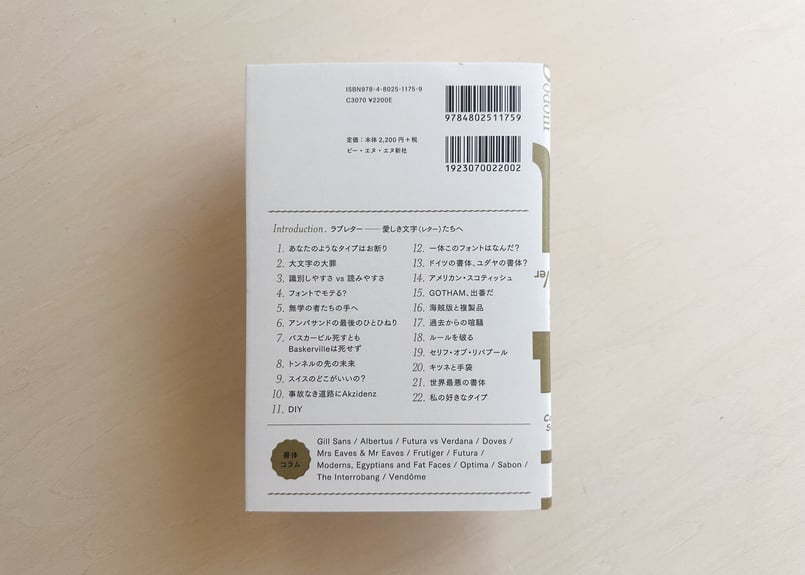 ISBN978-4-8025-1175-9
C3070 ¥2200E
9784802511759
定価：本体2,200円+税
ビー・エヌ・エヌ新社
1923070022002
Introduction. ラブレター——愛しき文字(レター)たちへ
1. あなたのようなタイプはお断り
2. 大文字の大罪
3. 識別しやすさ vs 読みやすさ
4. フォントでモテる?
5. 無学の者たちの手へ
6. アンパサンドの最後のひとひねり
7. バスカービル死すとも
Baskervilleは死せず
8. トンネルの先の未来
9. スイスのどこがいいの?
10. 事故なき道路にAkzidenz
11. DIY
12. 一体このフォントはなんだ?
13. ドイツの書体、ユダヤの書体?
14. アメリカン・スコティッシュ
15. GOTHAM、出番だ
16. 海賊版と複製品
17. 過去からの喧騒
18. ルールを破る
19. セリフ・オブ・リバプール
20. キツネと手袋
21. 世界最悪の書体
22. 私の好きなタイプ
書体
コラム
Gill Sans / Albertus / Futura vs Verdana / Doves /
Mrs Eaves & Mr Eaves / Frutiger / Futura /
Moderns, Egyptians and Fat Faces / Optima / Sabon /
The Interrobang / Vendôme